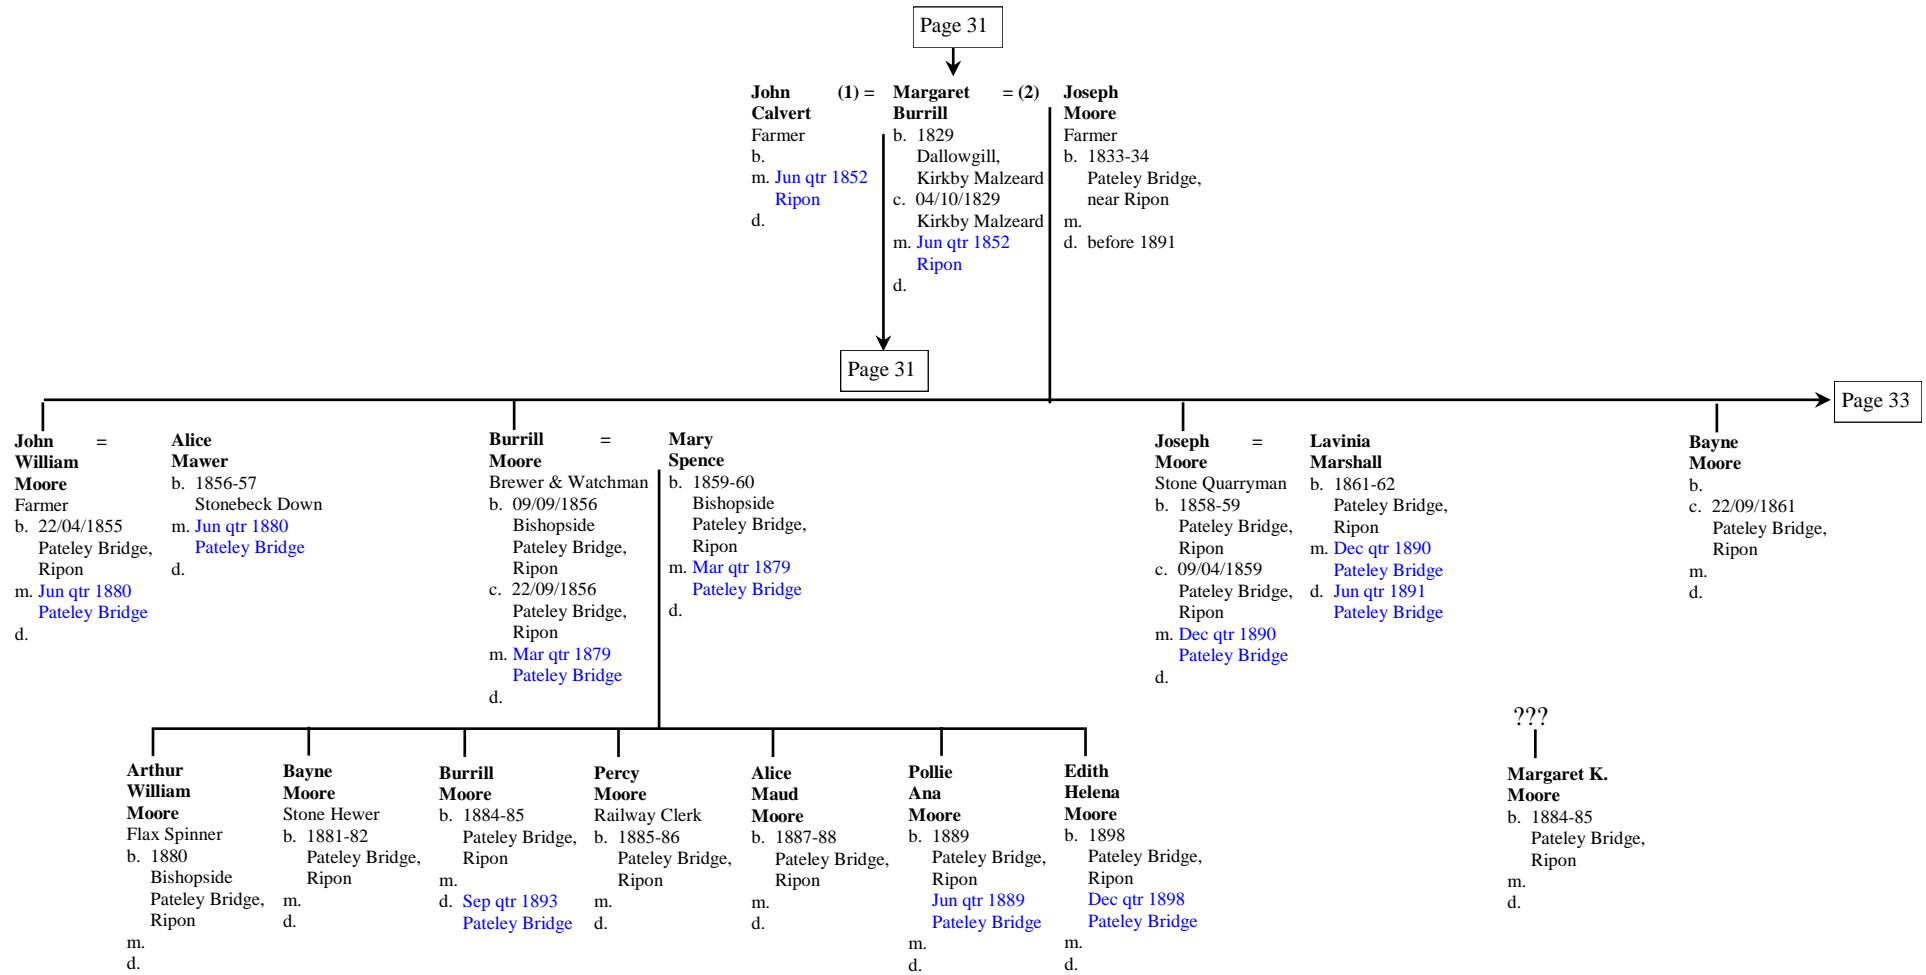 Page 31
John (1) =
Calvert
Farmer
b.
m. Jun qtr 1852
Ripon
d.
Margaret = (2)
Burrill
b. 1829
Dallowgill,
Kirkby Malzeard
c. 04/10/1829
Kirkby Malzeard
m. Jun qtr 1852
Ripon
d.
Joseph
Moore
Farmer
b. 1833-34
Pateley Bridge,
near Ripon
m.
d. before 1891
Page 31
Page 33
John =
William
Moore
Farmer
b. 22/04/1855
Pateley Bridge,
Ripon
m. Jun qtr 1880
Pateley Bridge
d.
Alice
Mawer
b. 1856-57
Stonebeck Down
m. Jun qtr 1880
Pateley Bridge
d.
Burrill =
Moore
Brewer & Watchman
b. 09/09/1856
Bishopside
Pateley Bridge,
Ripon
c. 22/09/1856
Pateley Bridge,
Ripon
m. Mar qtr 1879
Pateley Bridge
d.
Mary
Spence
b. 1859-60
Bishopside
Pateley Bridge,
Ripon
m. Mar qtr 1879
Pateley Bridge
d.
Joseph =
Moore
Stone Quarryman
b. 1858-59
Pateley Bridge,
Ripon
c. 09/04/1859
Pateley Bridge,
Ripon
m. Dec qtr 1890
Pateley Bridge
d.
Lavinia
Marshall
b. 1861-62
Pateley Bridge,
Ripon
m. Dec qtr 1890
Pateley Bridge
d. Jun qtr 1891
Pateley Bridge
Bayne
Moore
b.
c. 22/09/1861
Pateley Bridge,
Ripon
m.
d.
Arthur
William
Moore
Flax Spinner
b. 1880
Bishopside
Pateley Bridge,
Ripon
m.
d.
Bayne
Moore
Stone Hewer
b. 1881-82
Pateley Bridge,
Ripon
m.
d.
Burrill
Moore
b. 1884-85
Pateley Bridge,
Ripon
m.
d. Sep qtr 1893
Pateley Bridge
Percy
Moore
Railway Clerk
b. 1885-86
Pateley Bridge,
Ripon
m.
d.
Alice
Maud
Moore
b. 1887-88
Pateley Bridge,
Ripon
m.
d.
Pollie
Ana
Moore
b. 1889
Pateley Bridge,
Ripon
Jun qtr 1889
Pateley Bridge
m.
d.
Edith
Helena
Moore
b. 1898
Pateley Bridge,
Ripon
Dec qtr 1898
Pateley Bridge
m.
d.
???
Margaret K.
Moore
b. 1884-85
Pateley Bridge,
Ripon
m.
d.